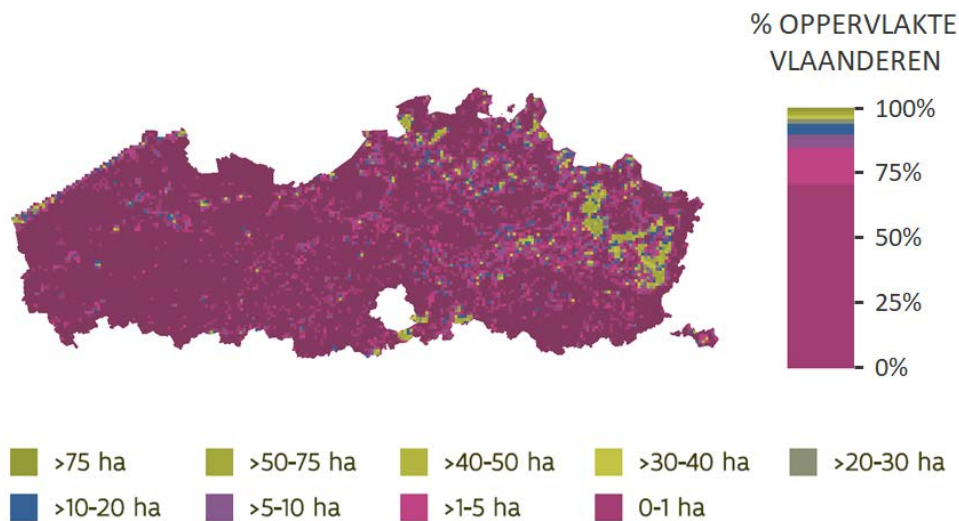 % OPPERVLAKTE
VLAANDEREN
100%
75%
50%
25%
0%
>75 ha
>50-75 ha
>40-50 ha
>30-40 ha
>20-30 ha
>10-20 ha
>5-10 ha
>1-5 ha
0-1 ha